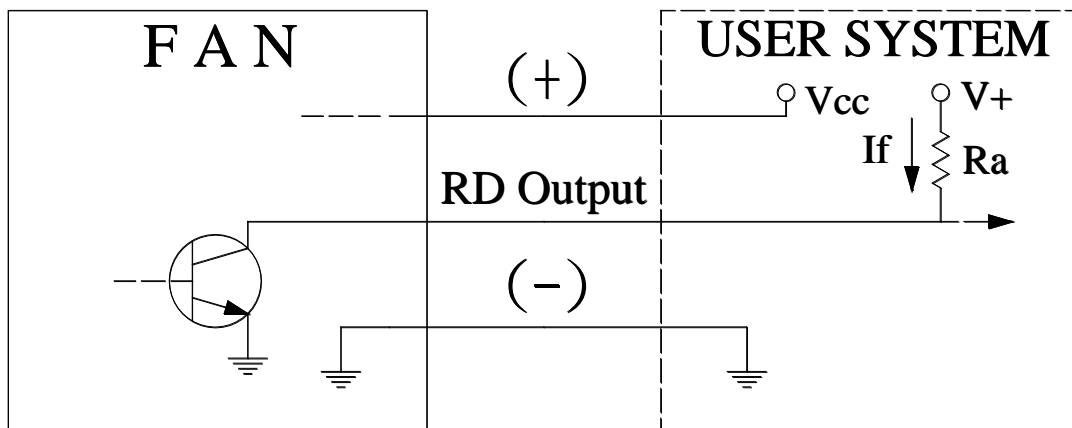 F A N
USER SYSTEM
(+)
Vcc
V+
If
Ra
RD Output
(-)